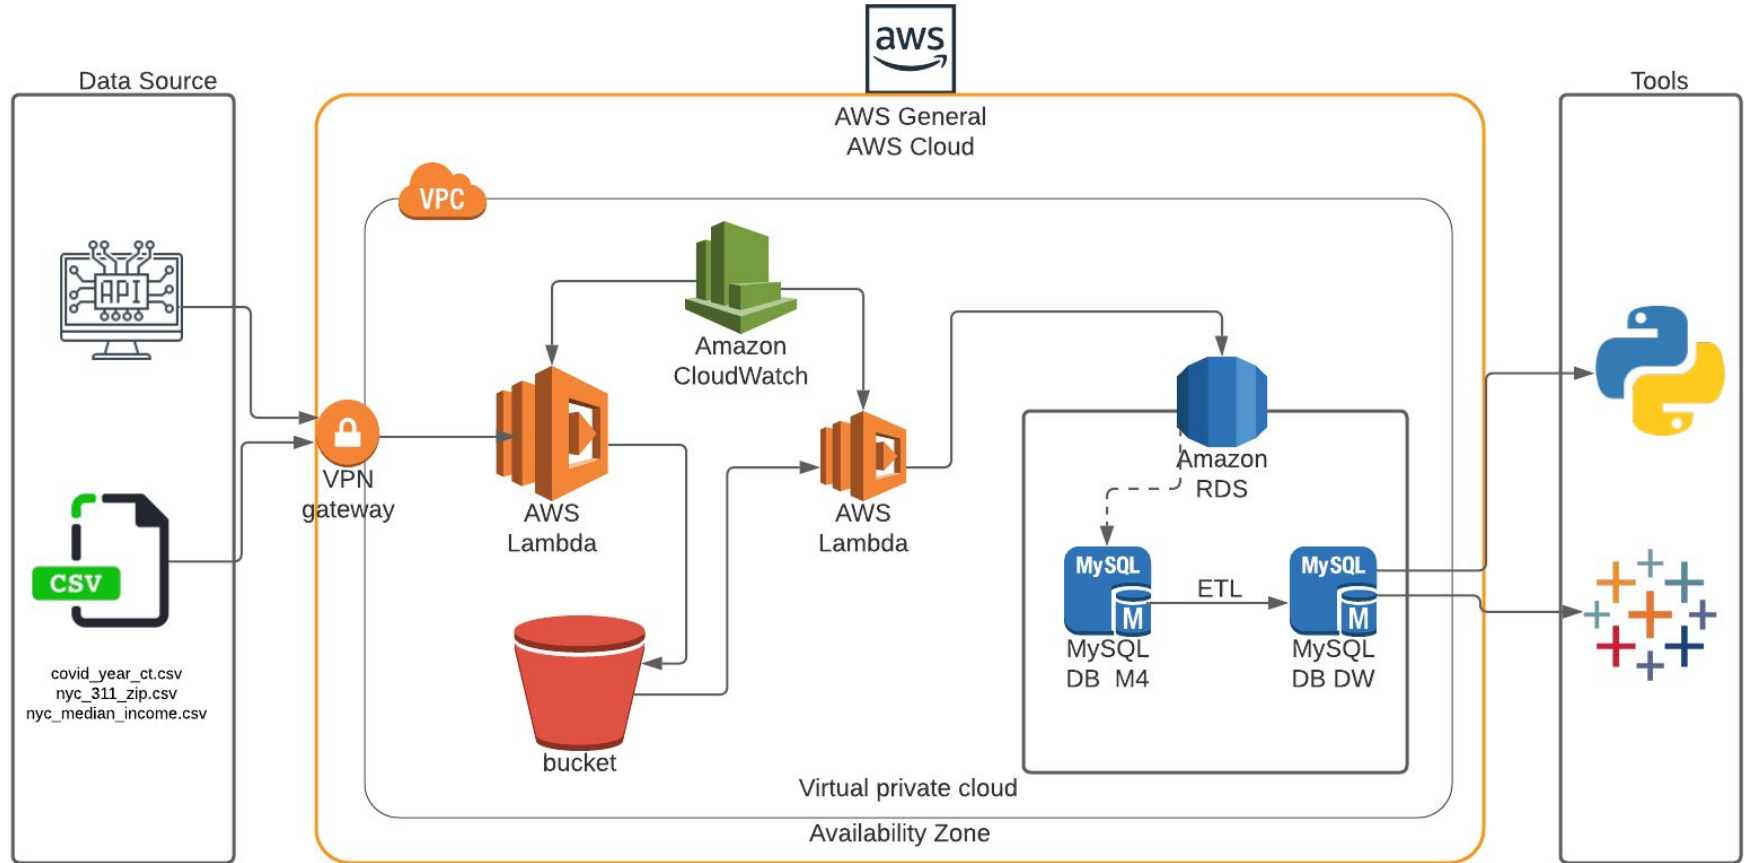 Data Source
aws
Tools
AWS General
AWS Cloud
VPC
API
Amazon
CloudWatch
VPN
gateway
AWS
Lambda
AWS
Lambda
Amazon
RDS
CSV
covid_year_ct.csv
nyc_311_zip.csv
nyc_median_income.csv
bucket
MySQL
M
MySQL
DB M4
ETL
MySQL
M
MySQL
DB DW
Virtual private cloud
Availability Zone